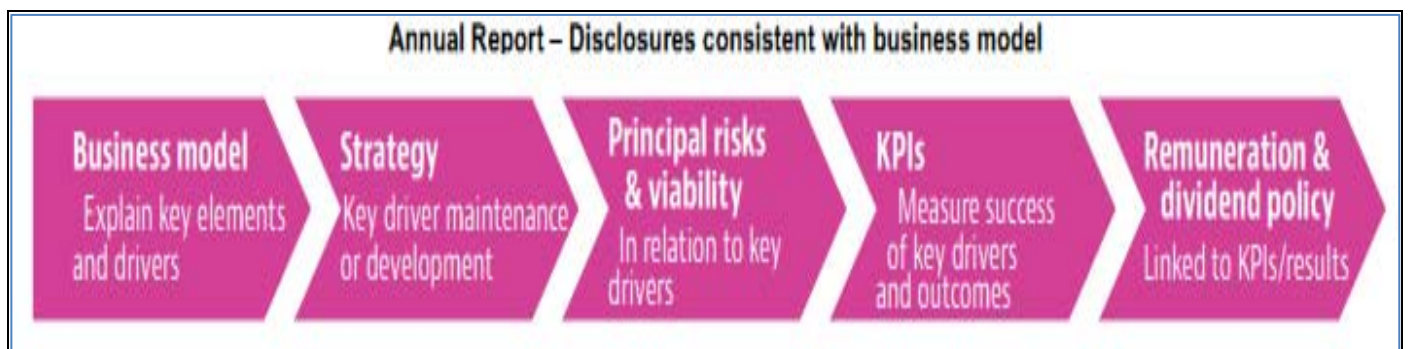 Annual Report – Disclosures consistent with business model
Business model
Explain key elements
and drivers
Strategy
Key driver maintenance
or development
Principal risks
& viability
In relation to key
drivers
KPIs
Measure success
of key drivers
and outcomes
Remuneration &
dividend policy
Linked to KPIs/results